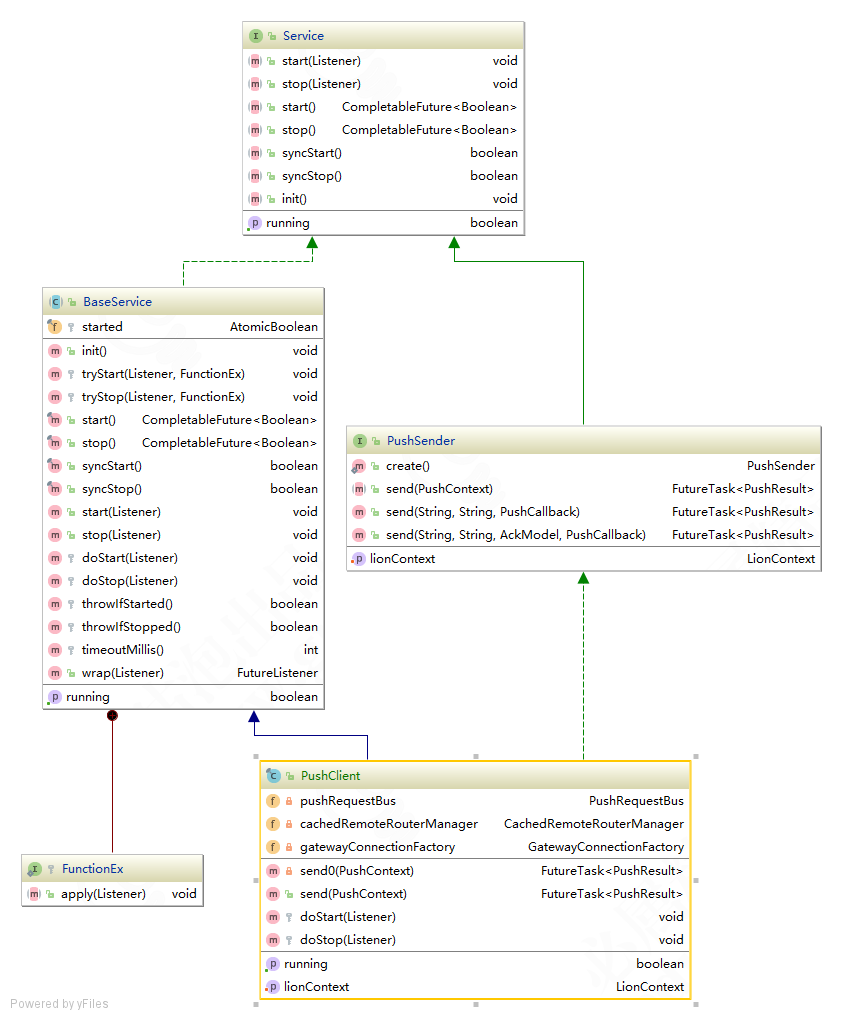 Service
start(Listener) void
stop(Listener) void
start() CompletableFuture<Boolean>
stop() CompletableFuture<Boolean>
syncStart() boolean
syncStop() boolean
init() void
running boolean
BaseService
started AtomicBoolean
init() void
tryStart(Listener, FunctionEx) void
tryStop(Listener, FunctionEx) void
start() CompletableFuture<Boolean>
stop() CompletableFuture<Boolean>
syncStart() boolean
syncStop() boolean
start(Listener) void
stop(Listener) void
doStart(Listener) void
doStop(Listener) void
throwIfStarted() boolean
throwIfStopped() boolean
timeoutMillis() int
wrap(Listener) FutureListener
running boolean
PushSender
create() PushSender
send(PushContext) FutureTask<PushResult>
send(String, String, PushCallback) FutureTask<PushResult>
send(String, String, AckModel, PushCallback) FutureTask<PushResult>
lionContext LionContext
PushClient
pushRequestBus PushRequestBus
cachedRemoteRouterManager CachedRemoteRouterManager
gatewayConnectionFactory GatewayConnectionFactory
send0(PushContext) FutureTask<PushResult>
send(PushContext) FutureTask<PushResult>
doStart(Listener) void
doStop(Listener) void
running boolean
lionContext LionContext
FunctionEx
apply(Listener) void
Powered by yFiles